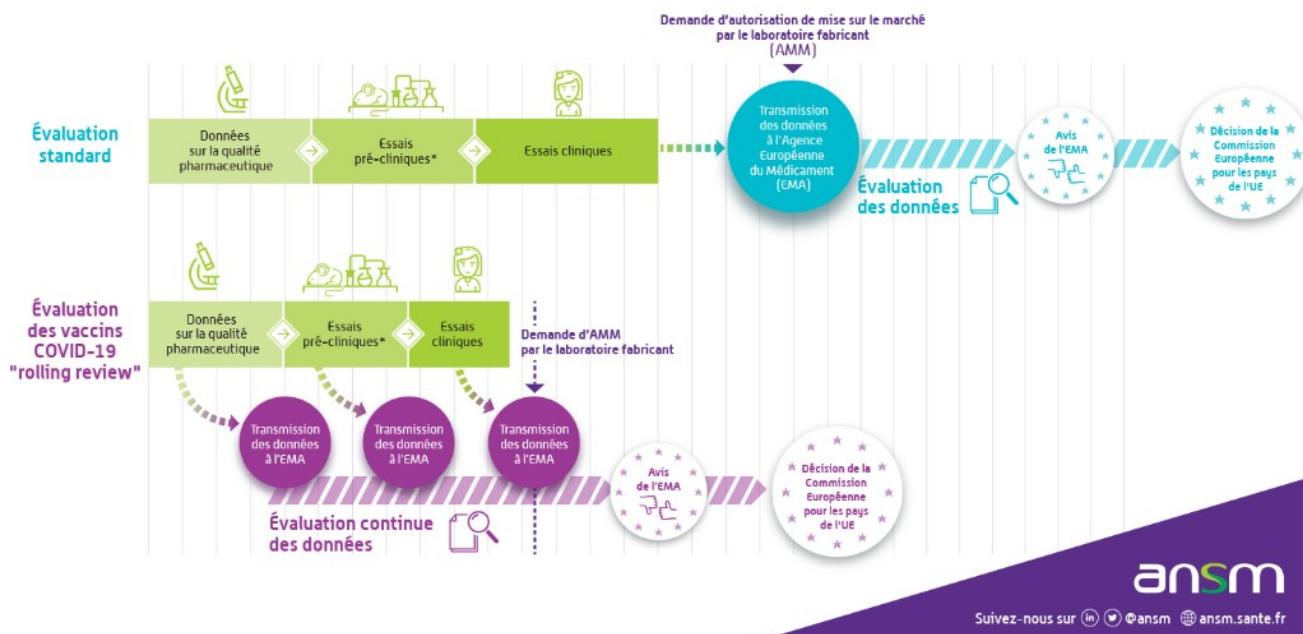 Demande d'autorisation de mise sur le marché
par le laboratoire fabricant
(AMM)
Évaluation
standard
Données
sur la qualité
pharmaceutique
Essais
pré-cliniques*
Essais cliniques
Transmission
des données
à l'Agence
Européenne
du Médicament
(EMA)
Évaluation
des données
Avis
de l'EMA
Décision de la
Commission
Européenne
pour les pays
de l'UE
Évaluation
des vaccins
COVID-19
"rolling review"
Données
sur la qualité
pharmaceutique
Essais
pré-cliniques*
Essais
cliniques
Demande d'AMM
par le laboratoire fabricant
Transmission
des données
à l'EMA
Transmission
des données
à l'EMA
Transmission
des données
à l'EMA
Évaluation continue
des données
Avis
de l'EMA
Décision de la
Commission
Européenne
pour les pays
de l'UE
ansm
Suivez-nous sur in @ansm ansm.sante.fr